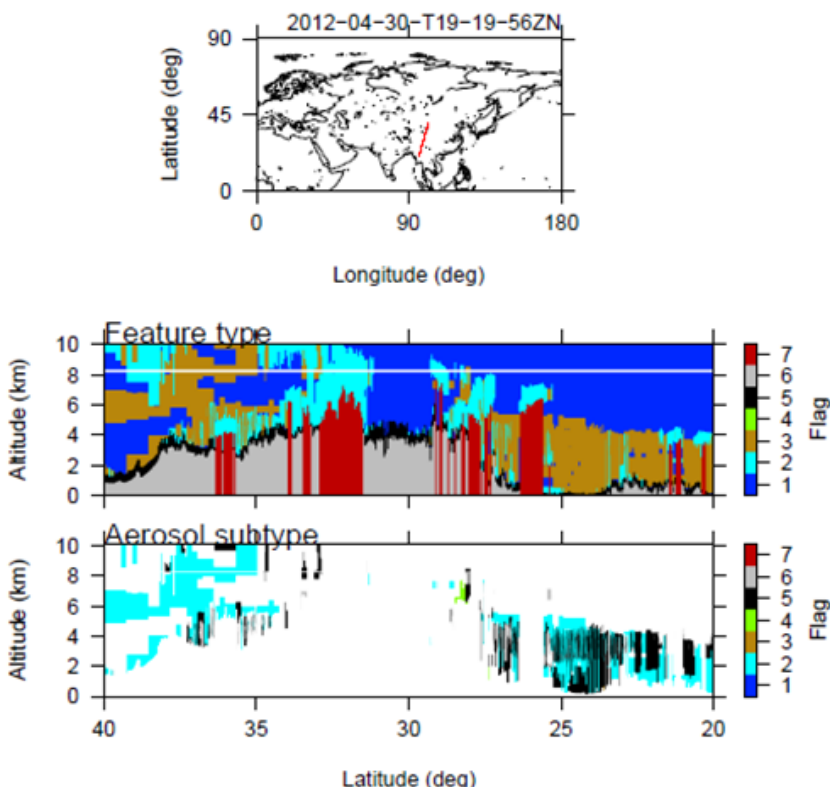 2012−04−30−T19−19−56ZN
90
45
0
Latitude (deg)
0 90 180
Longitude (deg)
Feature type
10
8
6
4
2
0
Altitude (km)
7
6
5
4
3
2
1
Flag
Aerosol subtype
10
8
6
4
2
0
Altitude (km)
7
6
5
4
3
2
1
Flag
40 35 30 25 20
Latitude (deg)